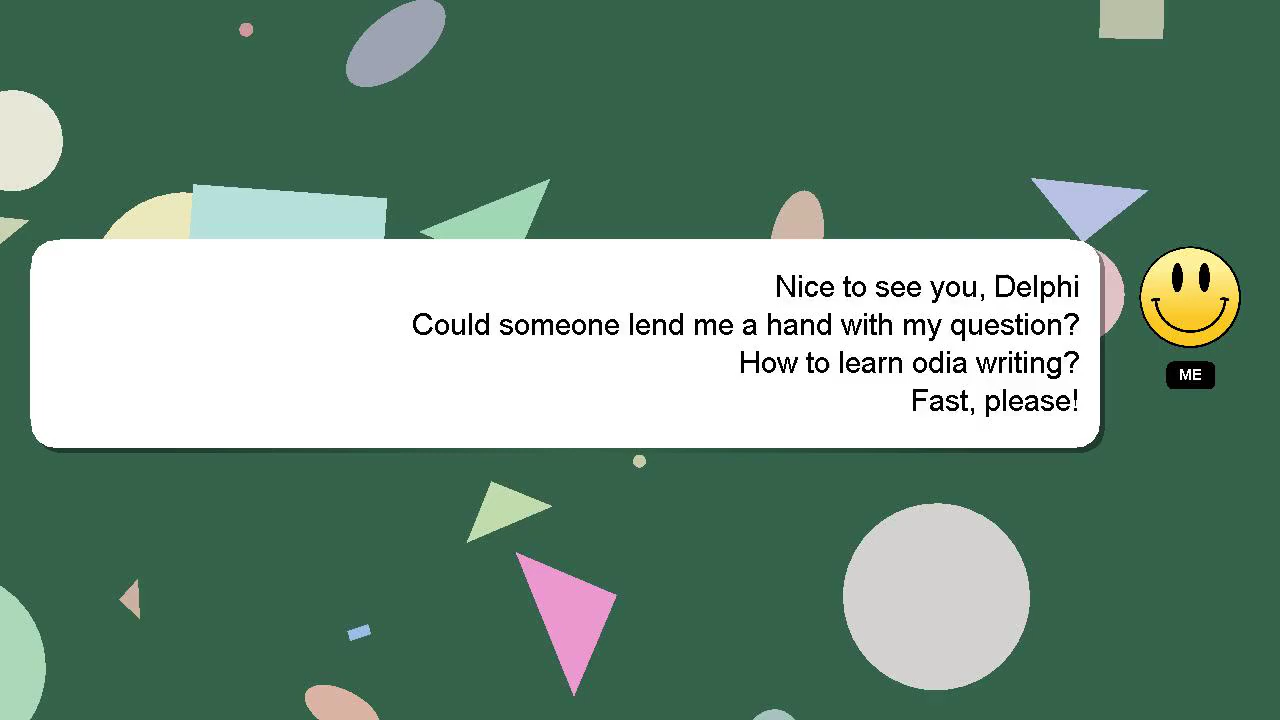 Nice to see you, Delphi
Could someone lend me a hand with my question?
How to learn odia writing?
Fast, please!
ME